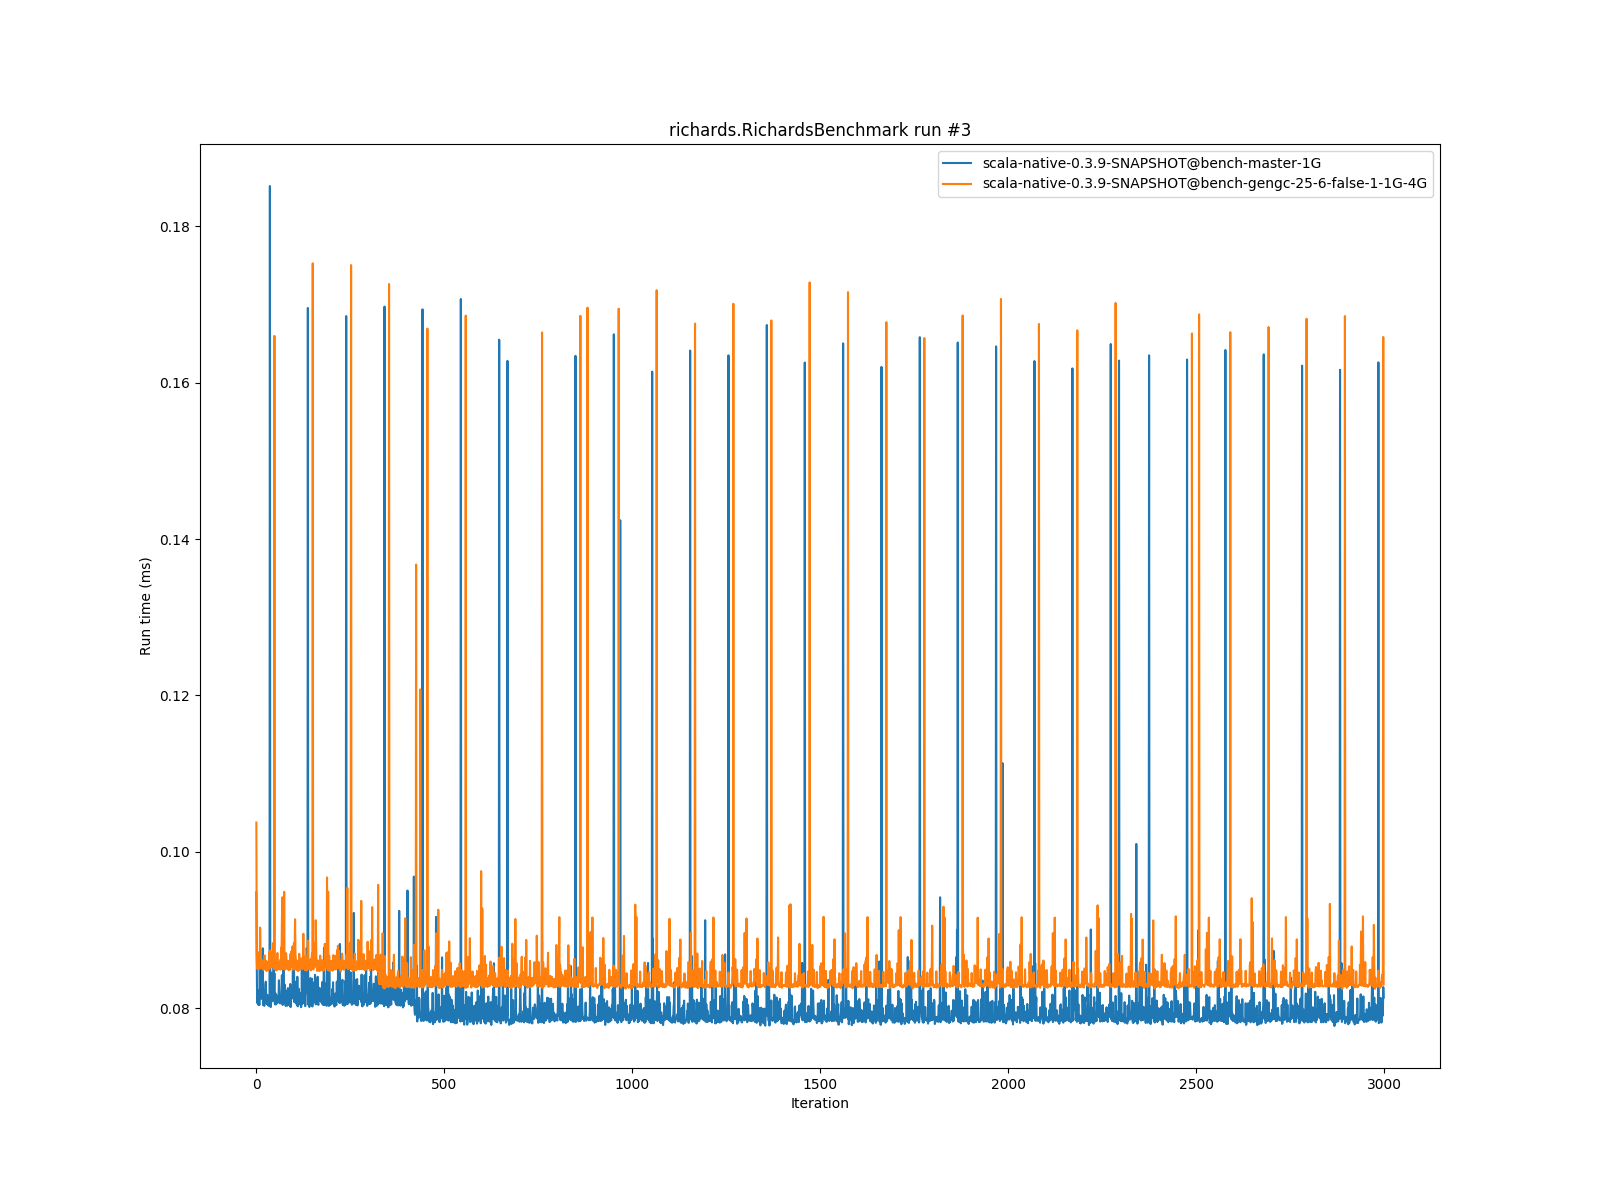 richards.RichardsBenchmark run #3
scala-native-0.3.9-SNAPSHOT@bench-master-1G
scala-native-0.3.9-SNAPSHOT@bench-gengc-25-6-false-1-1G-4G
0.18
0.16
0.14
0.12
0.10
0.08
Run time (ms)
0 500 1000 1500 2000 2500 3000
Iteration